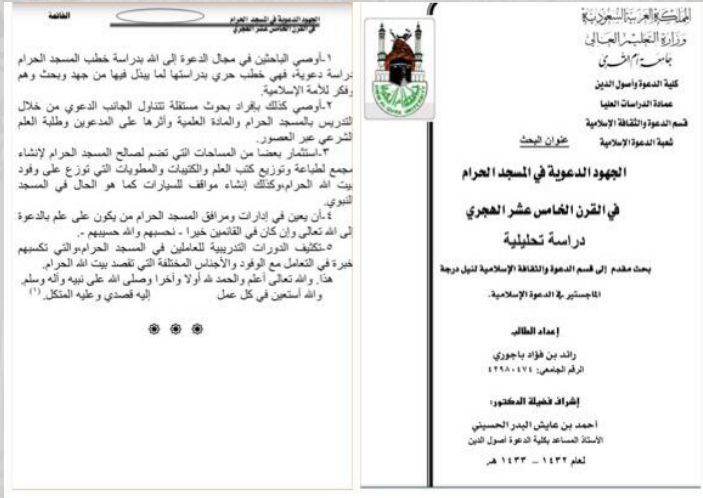 المملكة العربية السعودية
وزارة التعليم العالي
جامعة أم القرى
كلية الدعوة وأصول الدين
عمادة الدراسات العليا
قسم الدعوة والثقافة الإسلامية
شعبة الدعوة الإسلامية
عنوان البحث
الجهود الدعوية في المسجد الحرام
في القرن الخامس عشر الهجري
دراسة تحليلية
بحث مقدم إلى قسم الدعوة والثقافة الإسلامية لنيل درجة
الماجستير في الدعوة الإسلامية.
إعداد الطالب
رائد بن فؤاد باجوري
الرقم الجامعي: ٤٢٩٨٠٤٧٤
إشراف فضيلة الدكتور:
أحمد بن عايش البدر الحسيني
الأستاذ المساعد بكلية الدعوة أصول الدين
لعام ١٤٣٢ – ١٤٣٣ هـ
الجهود الدعوية في المسجد الحرام
في القرن الخامس عشر الهجري
الخاتمة
١-أوصي الباحثين في مجال الدعوة إلى الله بدراسة خطب المسجد الحرام
دراسة دعوية، فهي خطب حري بدراستها لما يبذل فيها من جهد وبحث وهم
وفكر للأمة الإسلامية.
٢-أوصي كذلك بإفراد بحوث مستقلة تتناول الجانب الدعوي من خلال
التدريس بالمسجد الحرام والمادة العلمية وأثرها على المدعوين وطلبة العلم
الشرعي عبر العصور.
٣-استثمار بعضا من المساحات التي تضم لصالح المسجد الحرام لإنشاء
مجمع لطباعة وتوزيع كتب العلم والكتيبات والمطويات التي توزع على وفود
بيت الله الحرام،وكذلك إنشاء مواقف للسيارات كما هو الحال في المسجد
النبوي.
٤-أن يعين في إدارات ومرافق المسجد الحرام من يكون على علم بالدعوة
إلى الله تعالى وإن كان في القائمين خيرا - نحسبهم والله حسيبهم -.
٥-تكثيف الدورات التدريبية للعاملين في المسجد الحرام،والتي تكسبهم
خبرة في التعامل مع الوفود والأجناس المختلفة التي تقصد بيت الله الحرام.
هذا. والله تعالى أعلم والحمد لله أولا وآخرا وصلى الله على نبيه وآله وسلم.
والله أستعين في كل عمل إليه قصدي وعليه المتكل. (١)